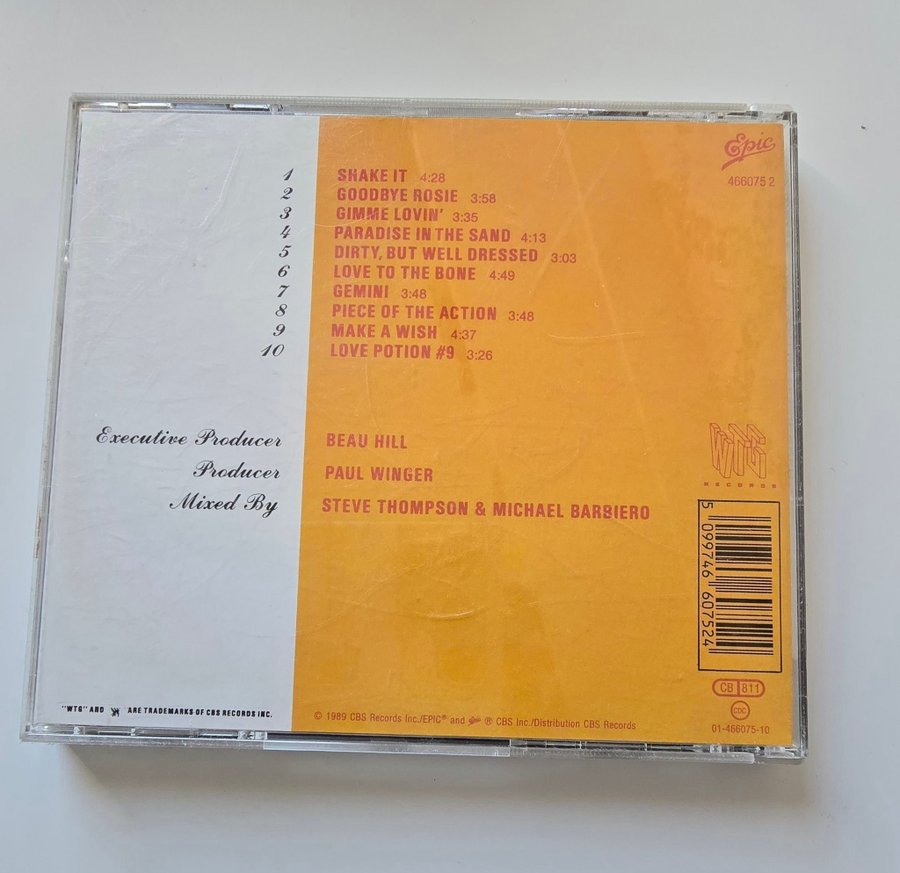 Epic
466075 2
1 SHAKE IT 4:28
2 GOODBYE ROSIE 3:58
3 GIMME LOVIN' 3:35
4 PARADISE IN THE SAND 4:13
5 DIRTY, BUT WELL DRESSED 3:03
6 LOVE TO THE BONE 4:49
7 GEMINI 3:48
8 PIECE OF THE ACTION 3:48
9 MAKE A WISH 4:37
10 LOVE POTION #9 3:26
Executive Producer BEAU HILL
Producer PAUL WINGER
Mixed By STEVE THOMPSON & MICHAEL BARBIERO
WTG
RECORDS
5 099746 607524
CB 811
CDC
01-466075-10
"WTG" AND ARE TRADEMARKS OF CBS RECORDS INC.
© 1989 CBS Records Inc./EPIC® and Epic ® CBS Inc./Distribution CBS Records